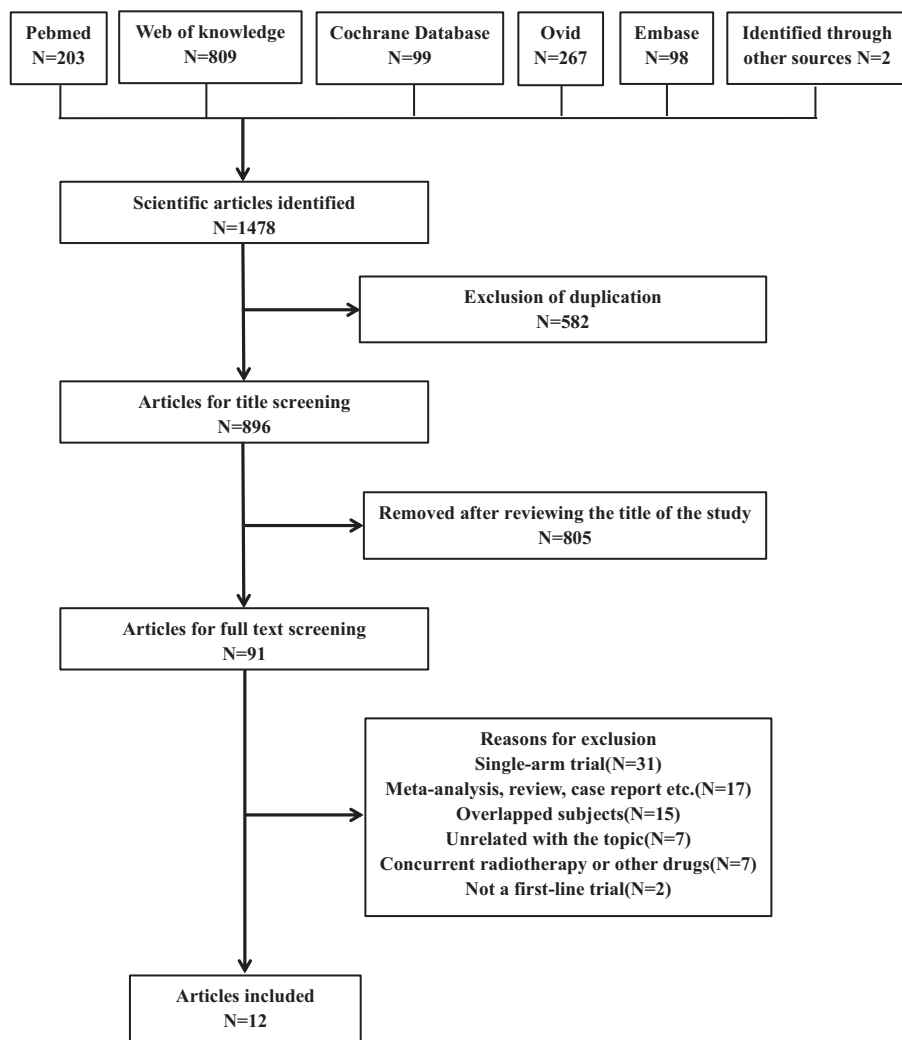 Pebmed
N=203
Web of knowledge
N=809
Cochrane Database
N=99
Ovid
N=267
Embase
N=98
Identified through
other sources N=2
Scientific articles identified
N=1478
Exclusion of duplication
N=582
Articles for title screening
N=896
Removed after reviewing the title of the study
N=805
Articles for full text screening
N=91
Reasons for exclusion
Single-arm trial(N=31)
Meta-analysis, review, case report etc.(N=17)
Overlapped subjects(N=15)
Unrelated with the topic(N=7)
Concurrent radiotherapy or other drugs(N=7)
Not a first-line trial(N=2)
Articles included
N=12